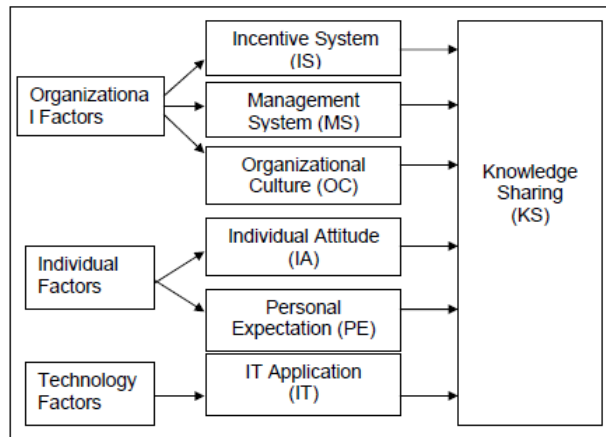 Organizationa
l Factors
Incentive System
(IS)
Management
System (MS)
Organizational
Culture (OC)
Individual
Factors
Individual Attitude
(IA)
Personal
Expectation (PE)
Technology
Factors
IT Application
(IT)
Knowledge
Sharing
(KS)